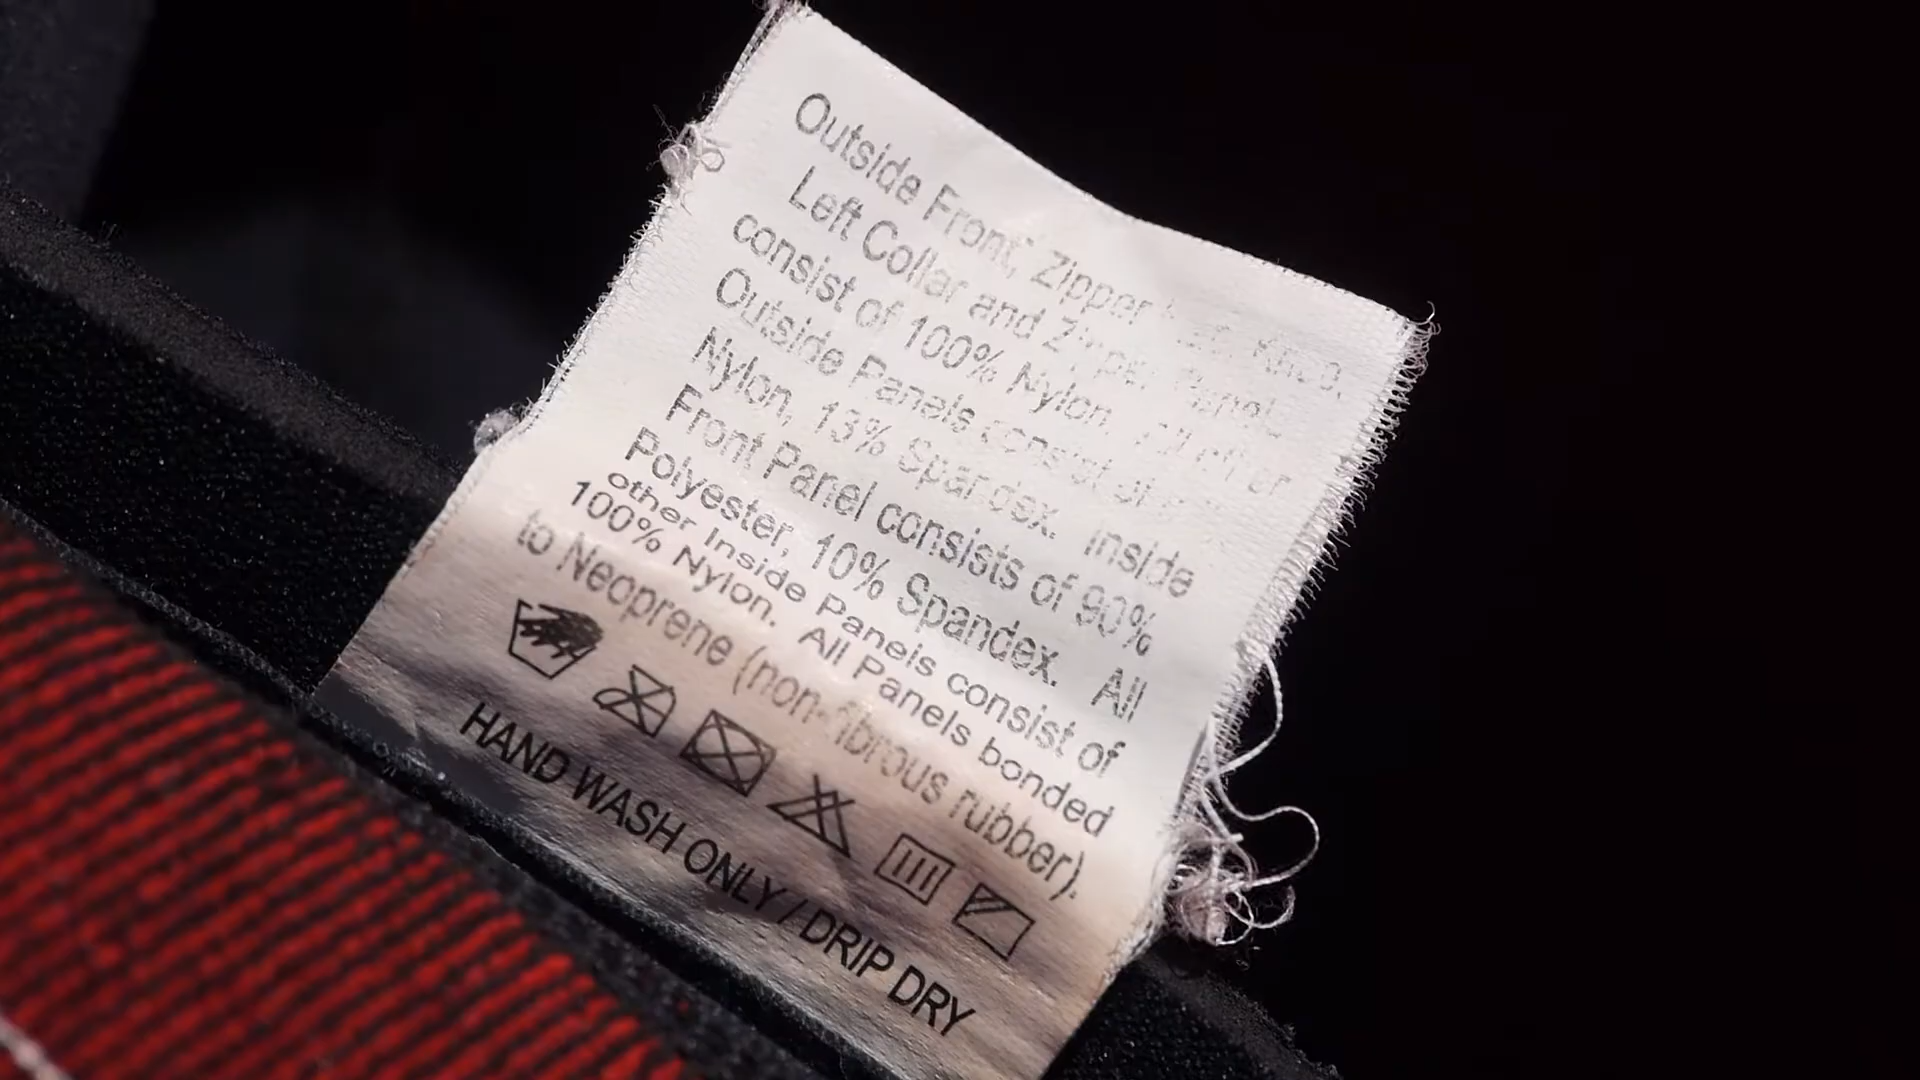 Outside Front, Zipper
Left Collar and Zipper Panel
consist of 100% Nylon.
Outside Panels consist of
Nylon, 13% Spandex. Inside
Front Panel consists of 90%
Polyester, 10% Spandex. All
other Inside Panels consist of
100% Nylon. All Panels bonded
to Neoprene (non-fibrous rubber).
HAND WASH ONLY / DRIP DRY